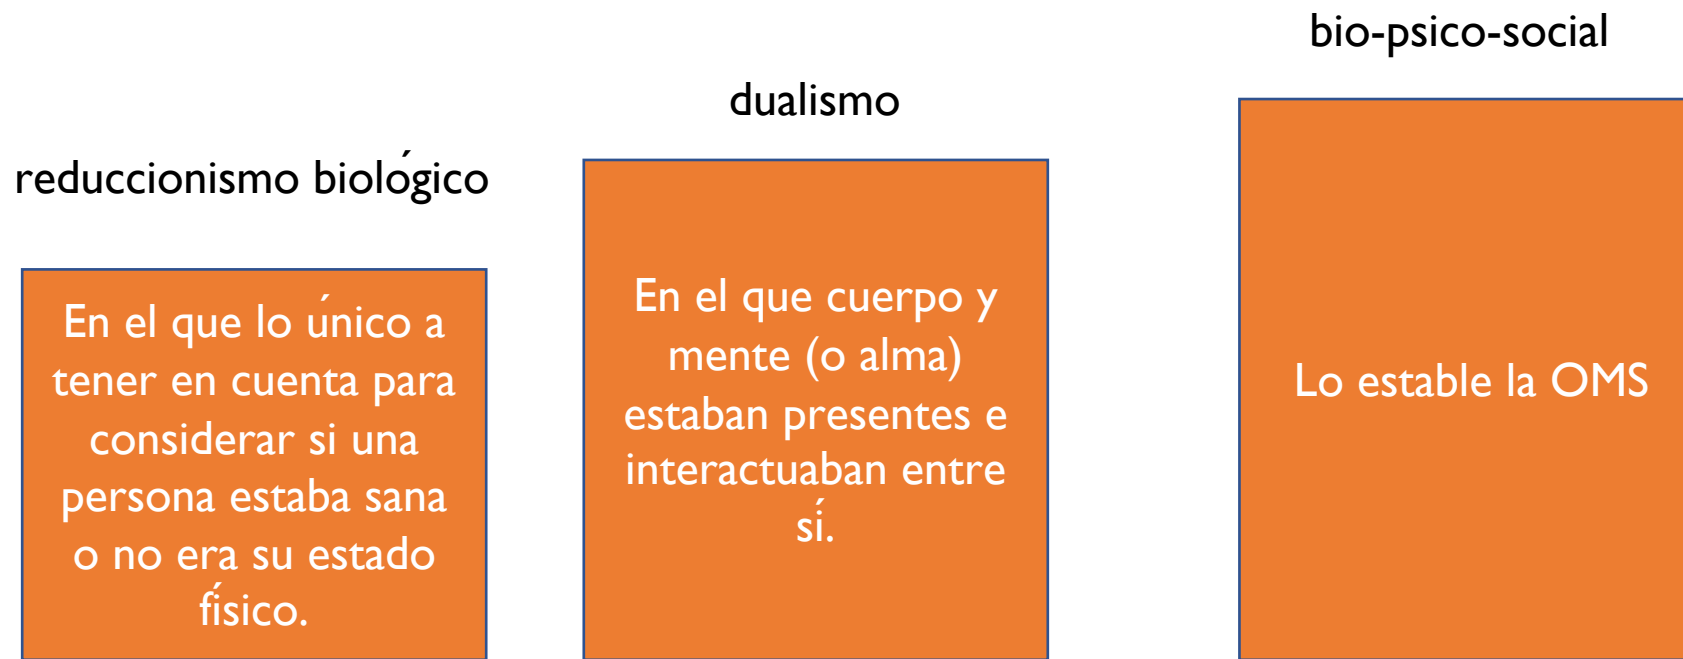 reduccionismo biológico
En el que lo único a
tener en cuenta para
considerar si una
persona estaba sana
o no era su estado
físico.
dualismo
En el que cuerpo y
mente (o alma)
estaban presentes e
interactuaban entre
sí.
bio-psico-social
Lo estable la OMS